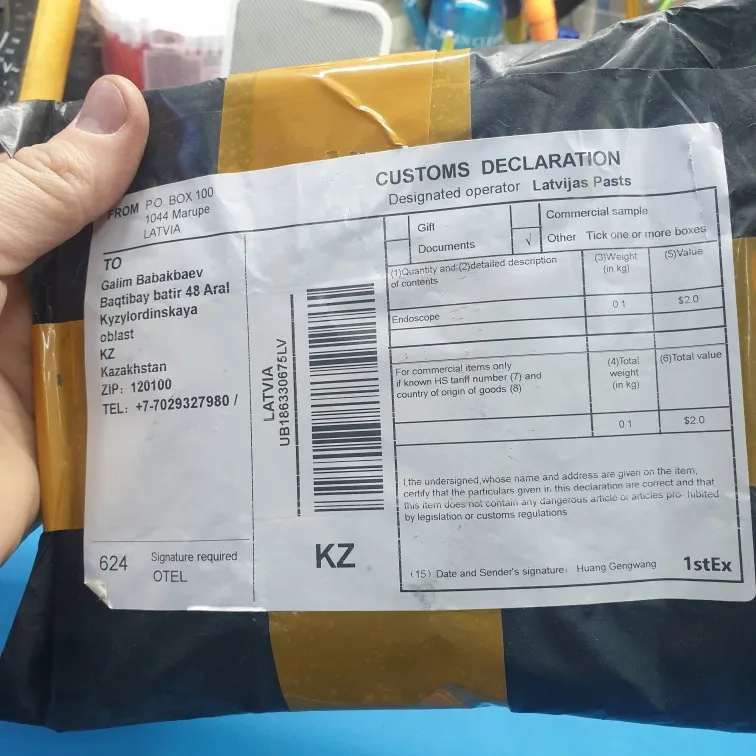 CUSTOMS DECLARATION
Designated operator Latvijas Pasts
FROM P.O. BOX 100
1044 Marupe
LATVIA
TO
Galim Babakbaev
Baqtibay batir 48 Aral
Kyzylordinskaya
oblast
KZ
Kazakhstan
ZIP: 120100
TEL: +7-7029327980 /
624 Signature required
OTEL
LATVIA
UB186330675LV
KZ
Gift
Commercial sample
Documents
√ Other Tick one or more boxes
(1)Quantity and (2)detailed description
of contents
(3)Weight
(in kg)
(5)Value
Endoscope
0.1
$2.0
For commercial items only
if known HS tariff number (7) and
country of origin of goods (8)
(4)Total
weight
(in kg)
(6)Total value
0.1
$2.0
I,the undersigned,whose name and address are given on the item,
certify that the particulars given in this declaration are correct and that
this item does not contain any dangerous article or articles pro- hibited
by legislation or customs regulations
(15) Date and Sender's signature: Huang Gengwang
1stEx